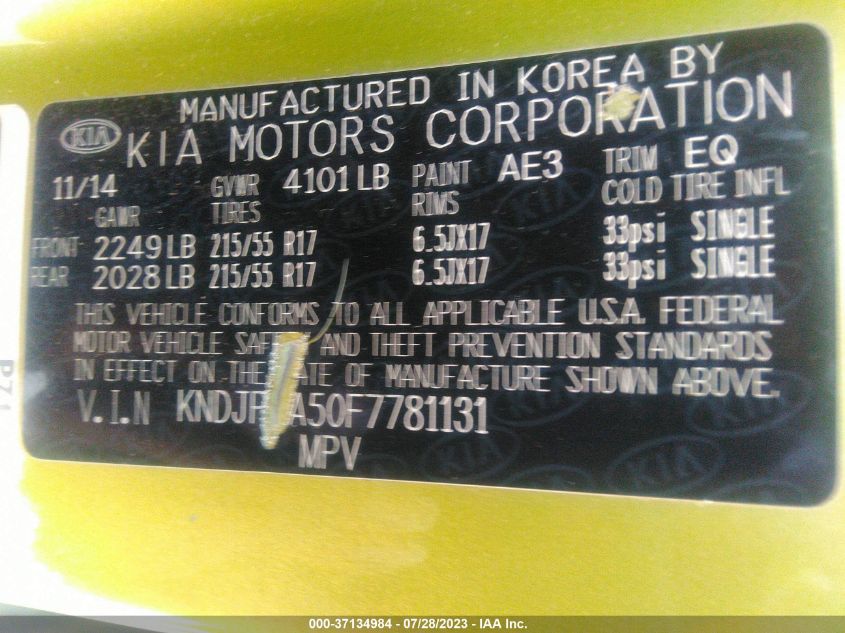 MANUFACTURED IN KOREA BY
KIA KIA MOTORS CORPORATION
11/14 GVWR 4101 LB PAINT AE3 TRIM EQ
GAWR TIRES RIMS COLD TIRE INFL
FRONT 2249 LB 215/55 R17 6.5JX17 33psi SINGLE
REAR 2028 LB 215/55 R17 6.5JX17 33psi SINGLE
THIS VEHICLE CONFORMS TO ALL APPLICABLE U.S.A. FEDERAL
MOTOR VEHICLE AND THEFT PREVENTION STANDARDS
IN EFFECT ON THE OF MANUFACTURE SHOWN ABOVE.
V.I.N
MPV
000-37134984 - 07/28/2023 - IAA Inc.